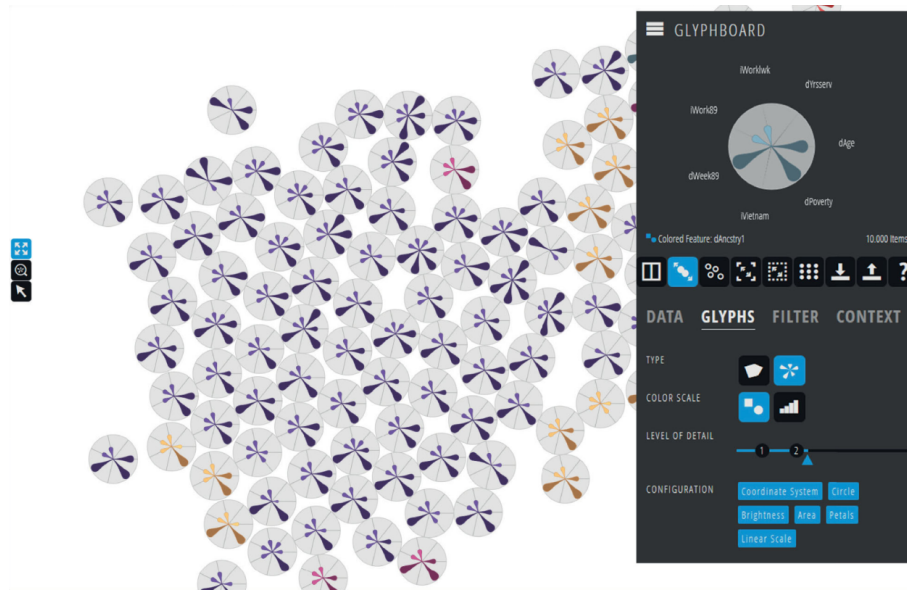 GLYPHBOARD
iWorklwk
dYrsserv
iWork89
dAge
dWeek89
dPoverty
iVietnam
Colored Feature: dAncstry1 10.000 Items
?
DATA GLYPHS FILTER CONTEXT
TYPE
COLOR SCALE
LEVEL OF DETAIL
1 2
CONFIGURATION Coordinate System Circle
Brightness Area Petals
Linear Scale